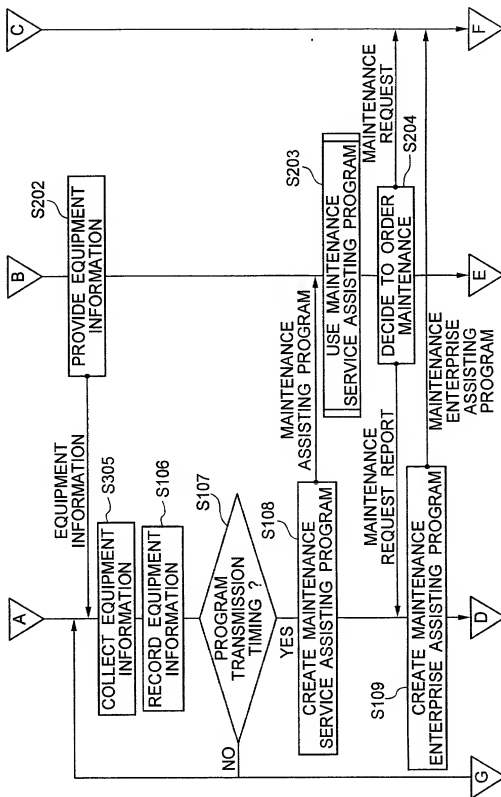 A
B
C
S202
PROVIDE EQUIPMENT
INFORMATION
EQUIPMENT
INFORMATION
S305
COLLECT EQUIPMENT
INFORMATION
S106
RECORD EQUIPMENT
INFORMATION
S107
PROGRAM
TRANSMISSION
TIMING ?
NO
YES
S108
CREATE MAINTENANCE
SERVICE ASSISTING PROGRAM
MAINTENANCE
ASSISTING PROGRAM
S203
USE MAINTENANCE
SERVICE ASSISTING PROGRAM
MAINTENANCE
REQUEST
S204
DECIDE TO ORDER
MAINTENANCE
MAINTENANCE
REQUEST REPORT
MAINTENANCE
ENTERPRISE
ASSISTING
PROGRAM
S109
CREATE MAINTENANCE
ENTERPRISE ASSISTING PROGRAM
G
D
E
F